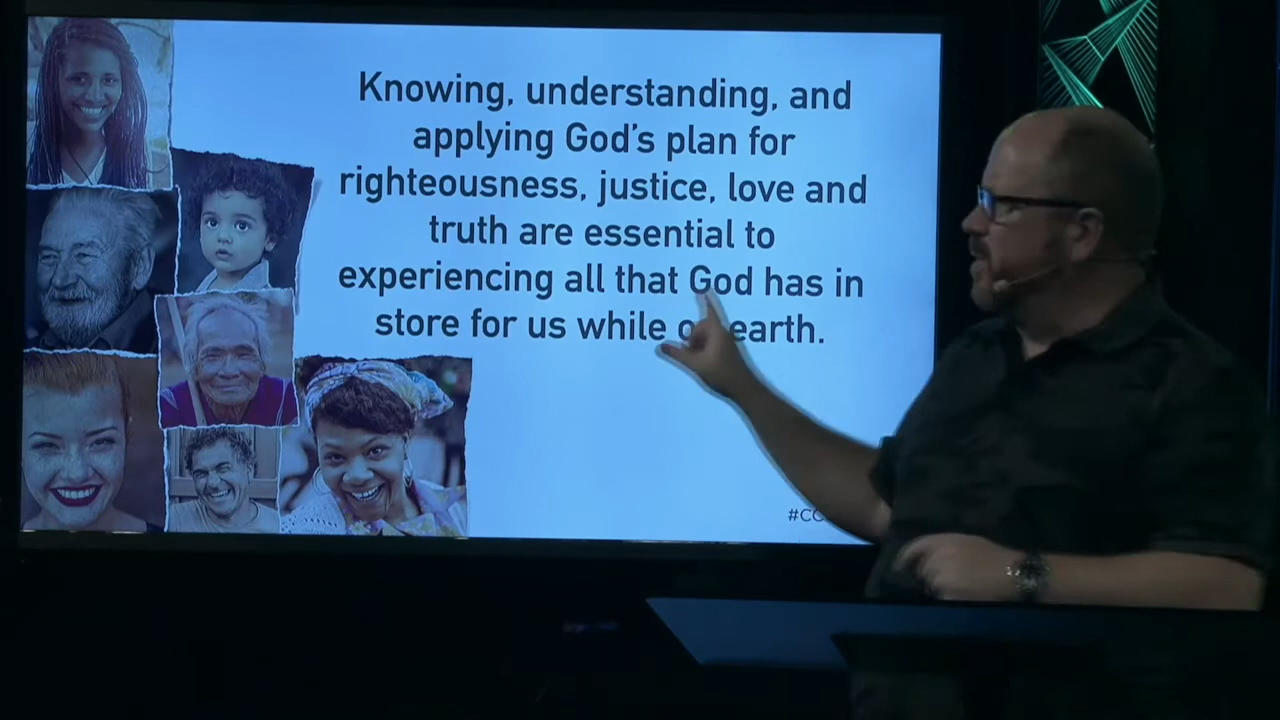 Knowing, understanding, and
applying God's plan for
righteousness, justice, love and
truth are essential to
experiencing all that God has in
store for us while earth.